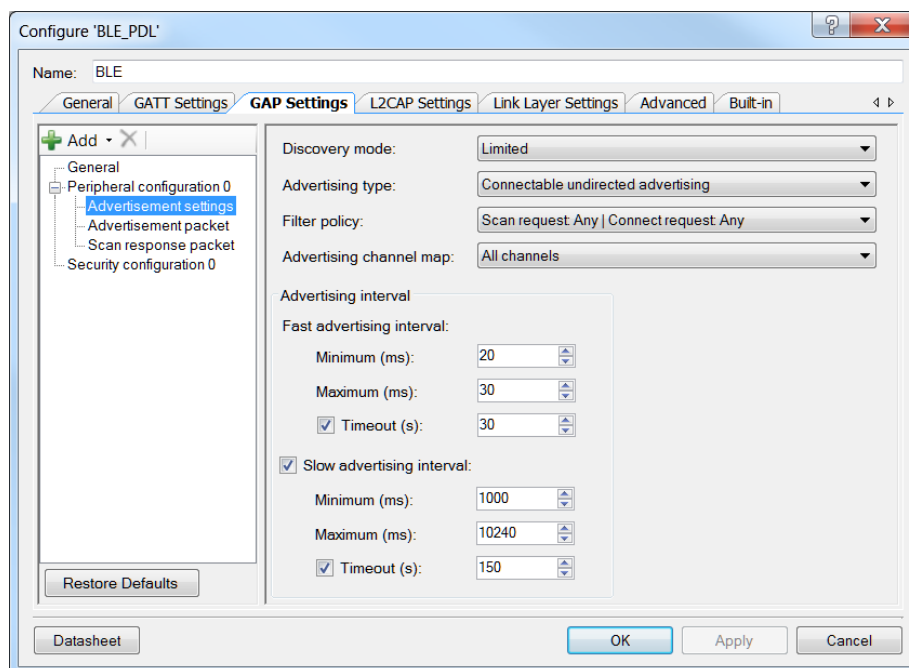 Configure 'BLE_PDL'
Name: BLE
General GATT Settings GAP Settings L2CAP Settings Link Layer Settings Advanced Built-in
Add
General
Peripheral configuration 0
Advertisement settings
Advertisement packet
Scan response packet
Security configuration 0
Restore Defaults
Discovery mode: Limited
Advertising type: Connectable undirected advertising
Filter policy: Scan request: Any | Connect request: Any
Advertising channel map: All channels
Advertising interval
Fast advertising interval:
Minimum (ms): 20
Maximum (ms): 30
Timeout (s): 30
Slow advertising interval:
Minimum (ms): 1000
Maximum (ms): 10240
Timeout (s): 150
Datasheet OK Apply Cancel